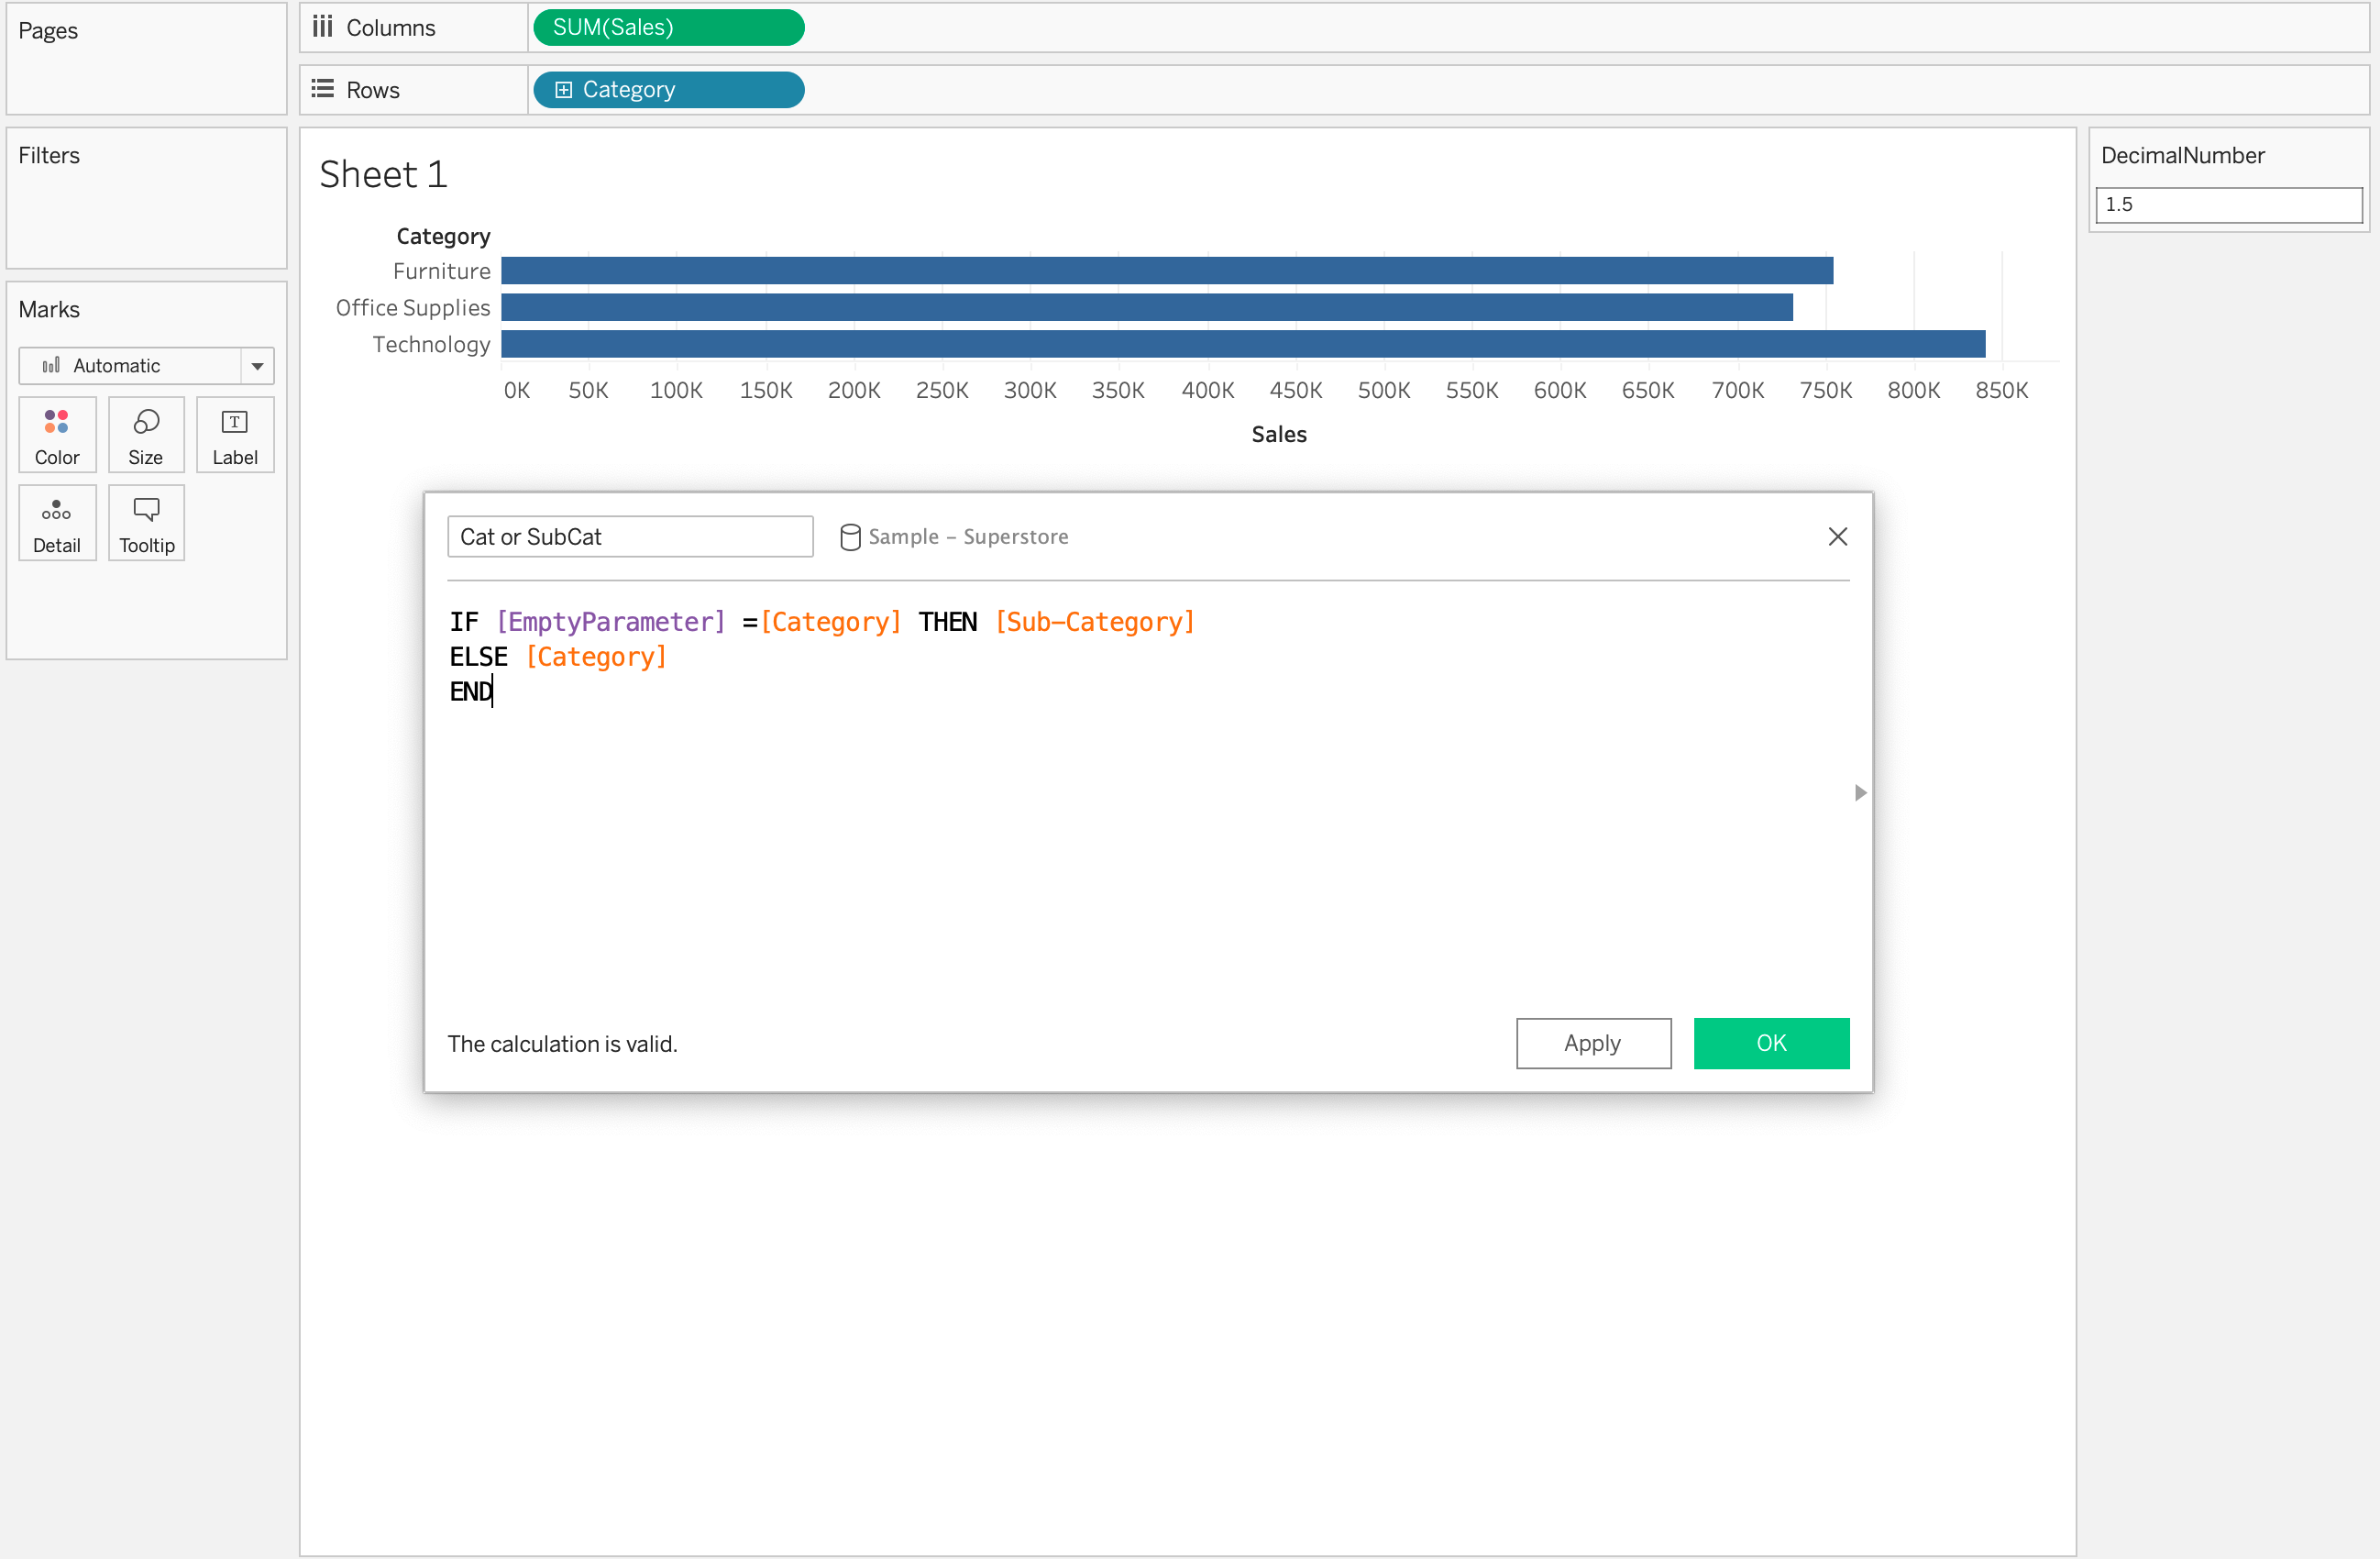 Pages
Columns
SUM(Sales)
Rows
Category
Filters
Marks
Automatic
Color
Size
Label
Detail
Tooltip
Sheet 1
Category
Furniture
Office Supplies
Technology
0K 50K 100K 150K 200K 250K 300K 350K 400K 450K 500K 550K 600K 650K 700K 750K 800K 850K
Sales
DecimalNumber
1.5
Cat or SubCat
Sample – Superstore
IF [EmptyParameter] =[Category] THEN [Sub-Category]
ELSE [Category]
END
The calculation is valid.
Apply
OK